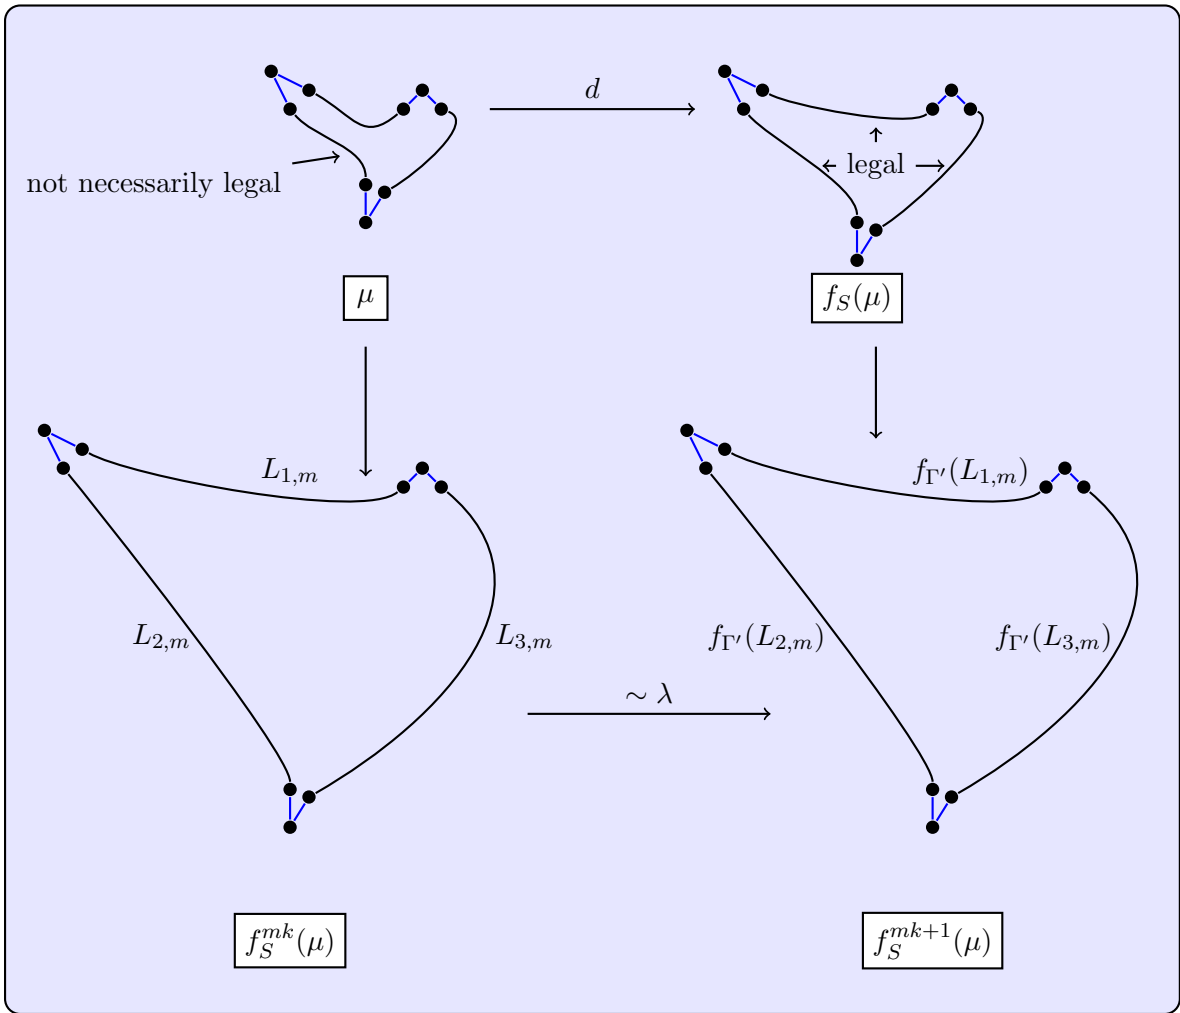 d
legal
not necessarily legal
μ
f_S(μ)
L_{1,m}
f_{Γ′}(L_{1,m})
L_{2,m}
L_{3,m}
f_{Γ′}(L_{2,m})
f_{Γ′}(L_{3,m})
∼ λ
f_S^{mk}(μ)
f_S^{mk+1}(μ)